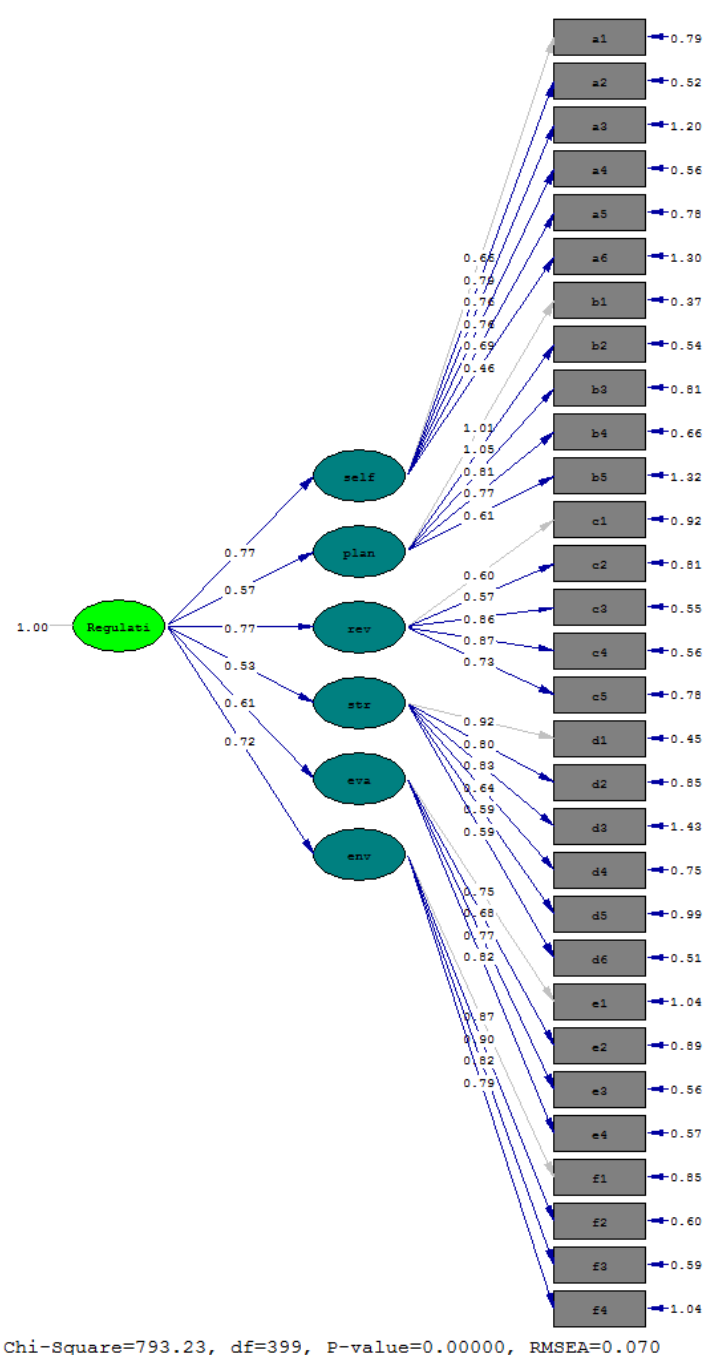 a1 0.79
a2 0.52
a3 1.20
a4 0.56
a5 0.78
a6 1.30
b1 0.37
b2 0.54
b3 0.81
b4 0.66
b5 1.32
c1 0.92
c2 0.81
c3 0.55
c4 0.56
c5 0.78
d1 0.45
d2 0.85
d3 1.43
d4 0.75
d5 0.99
d6 0.51
e1 1.04
e2 0.89
e3 0.56
e4 0.57
f1 0.85
f2 0.60
f3 0.59
f4 1.04
0.65
0.76
0.69
0.46
1.01
1.05
0.81
0.77
0.61
0.60
0.57
0.86
0.87
0.73
0.92
0.80
0.83
0.64
0.59
0.59
0.75
0.68
0.77
0.82
0.87
0.90
0.82
0.79
self
plan
rev
str
eva
env
0.77
0.57
0.77
0.53
0.61
0.72
1.00
Regulati
Chi-Square=793.23, df=399, P-value=0.00000, RMSEA=0.070